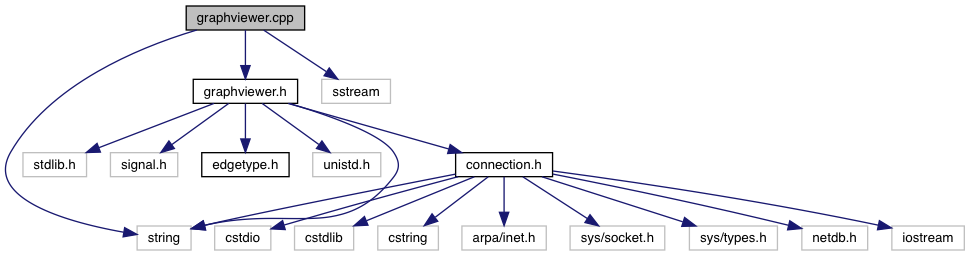 graphviewer.cpp
graphviewer.h
sstream
stdlib.h
signal.h
edgetype.h
unistd.h
connection.h
string
cstdio
cstdlib
cstring
arpa/inet.h
sys/socket.h
sys/types.h
netdb.h
iostream